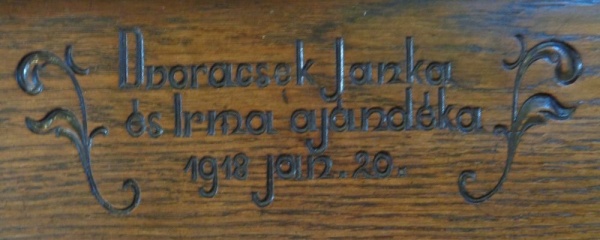 Dvoracsek Janka
és Irma ajándéka
1918 jan. 20.